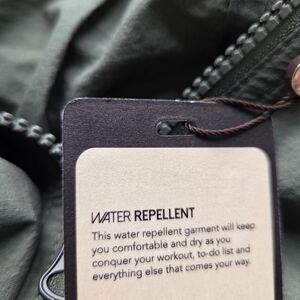 WATER REPELLENT
This water repellent garment will keep
you comfortable and dry as you
conquer your workout, to-do list and
everything else that comes your way.